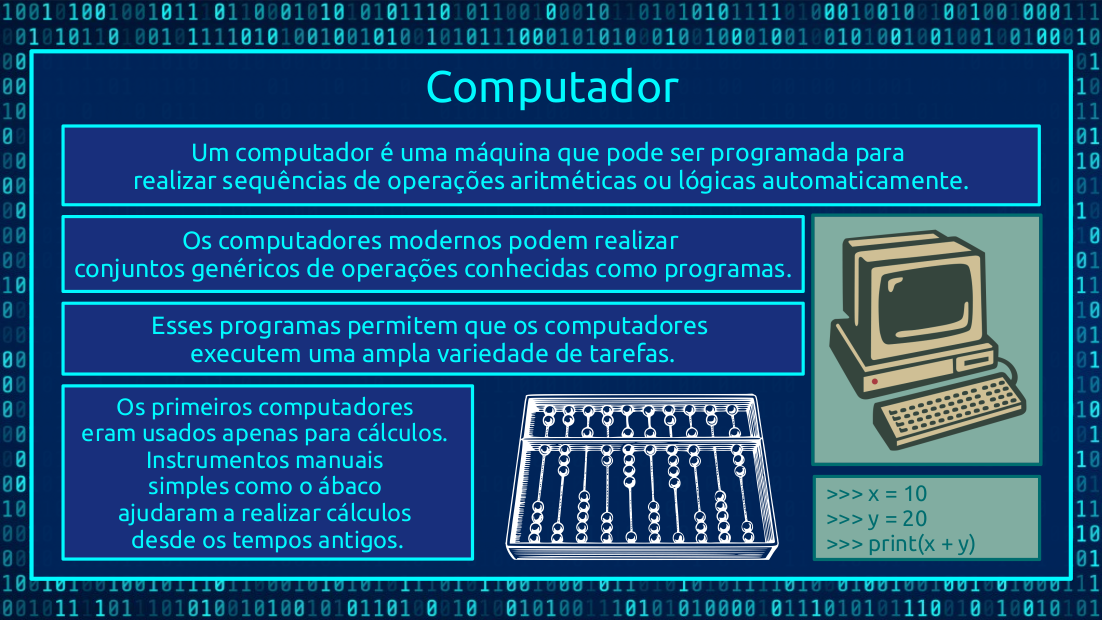 Computador
Um computador é uma máquina que pode ser programada para
realizar sequências de operações aritméticas ou lógicas automaticamente.
Os computadores modernos podem realizar
conjuntos genéricos de operações conhecidas como programas.
Esses programas permitem que os computadores
executem uma ampla variedade de tarefas.
Os primeiros computadores
eram usados apenas para cálculos.
Instrumentos manuais
simples como o ábaco
ajudaram a realizar cálculos
desde os tempos antigos.
>>> x = 10
>>> y = 20
>>> print(x + y)